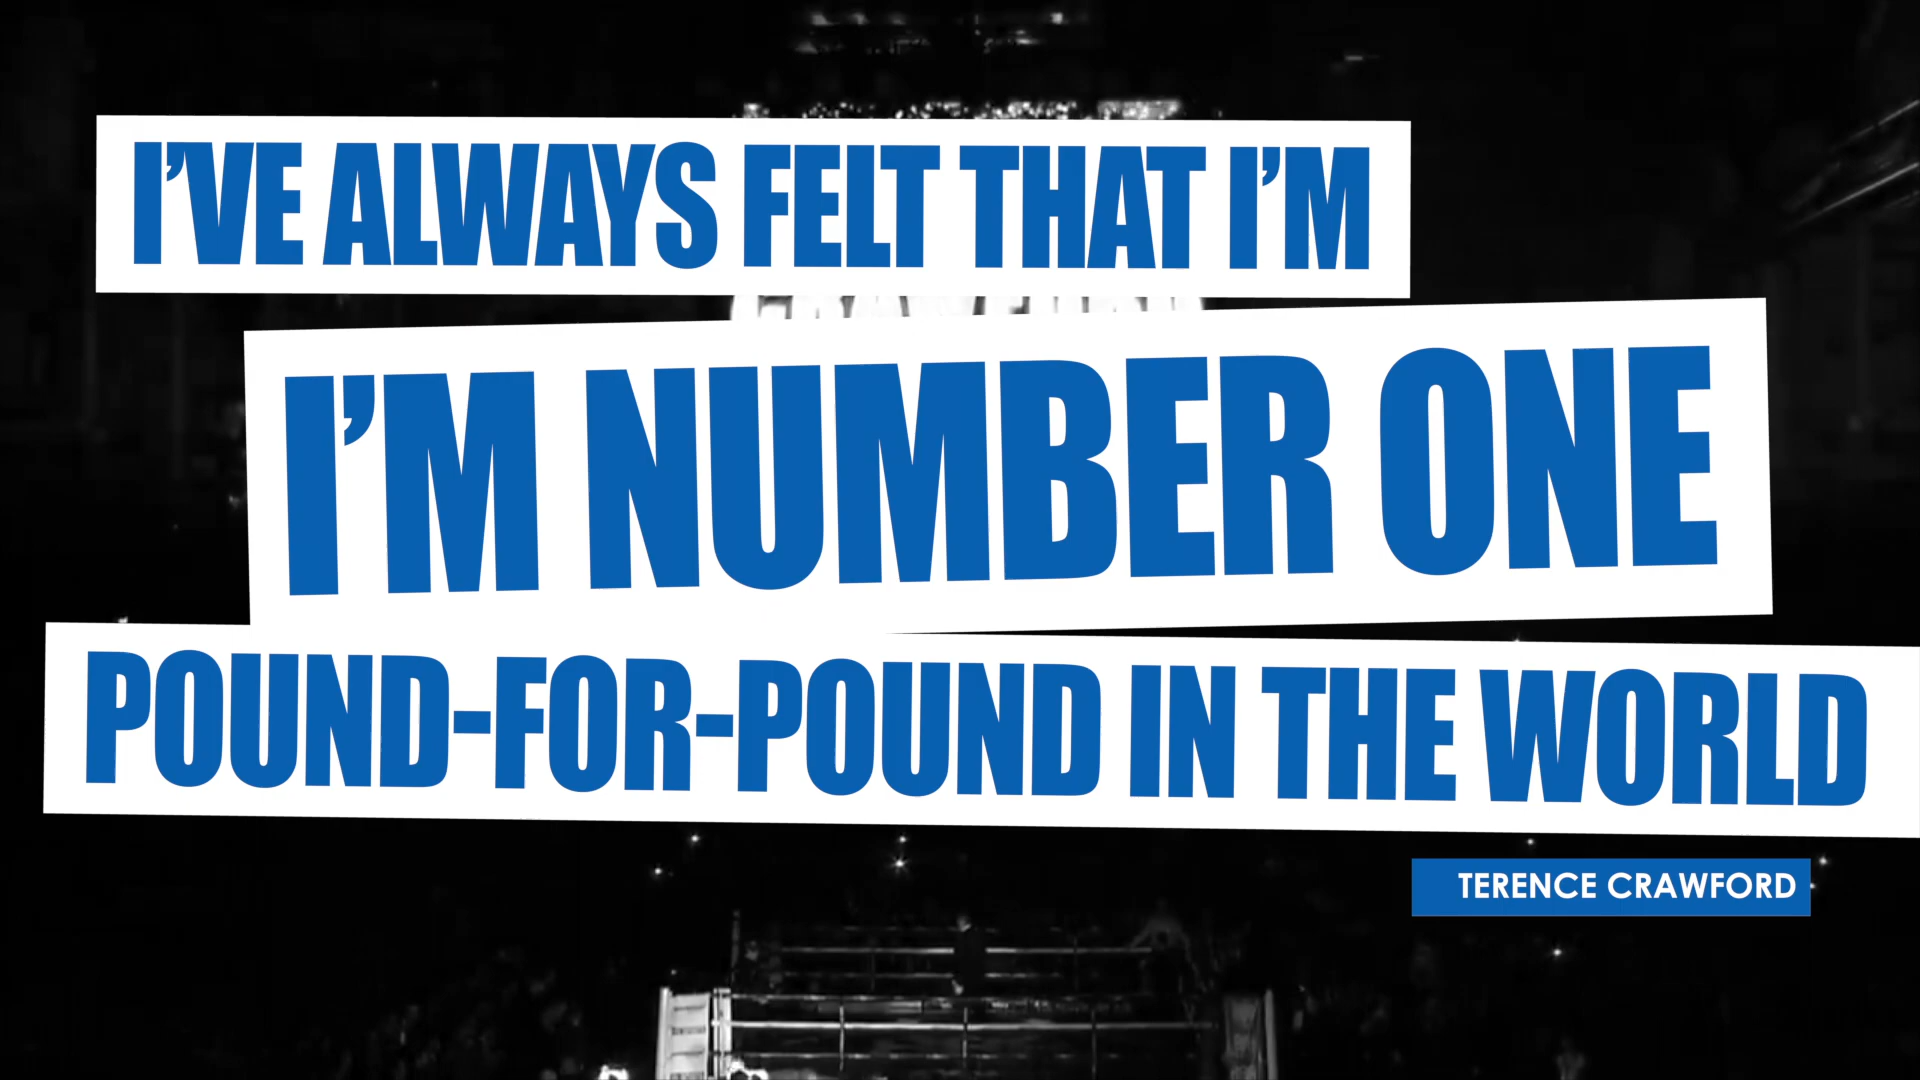 I'VE ALWAYS FELT THAT I'M
I'M NUMBER ONE
POUND-FOR-POUND IN THE WORLD
TERENCE CRAWFORD